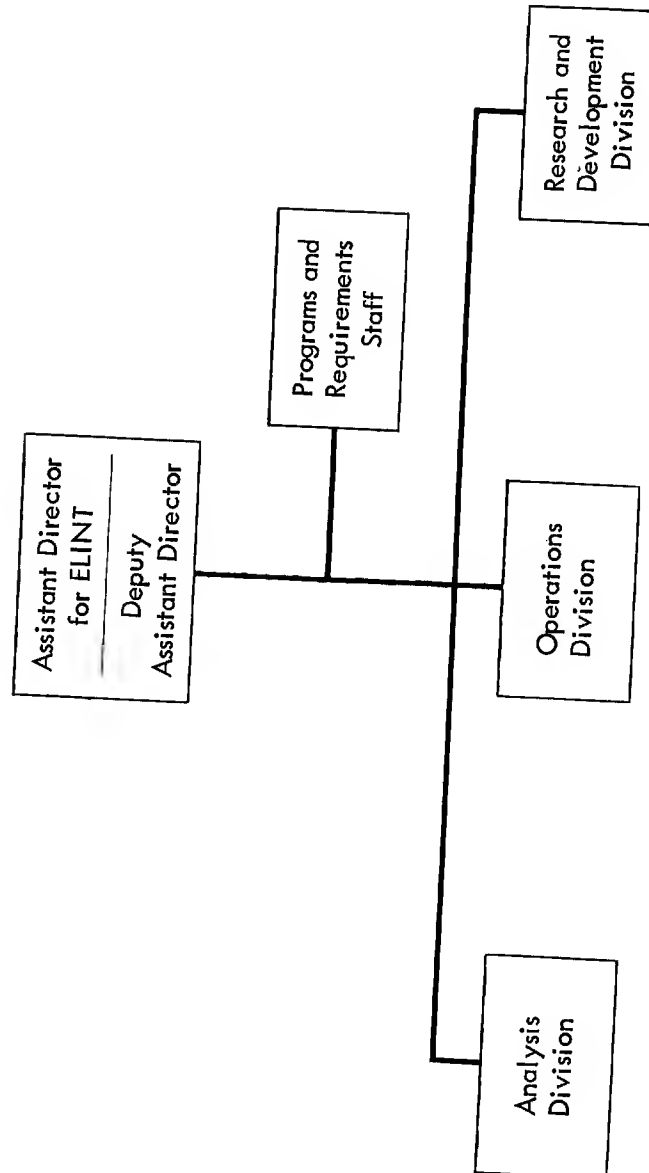 Assistant Director
for ELINT
Deputy
Assistant Director
Programs and
Requirements
Staff
Analysis
Division
Operations
Division
Research and
Development
Division